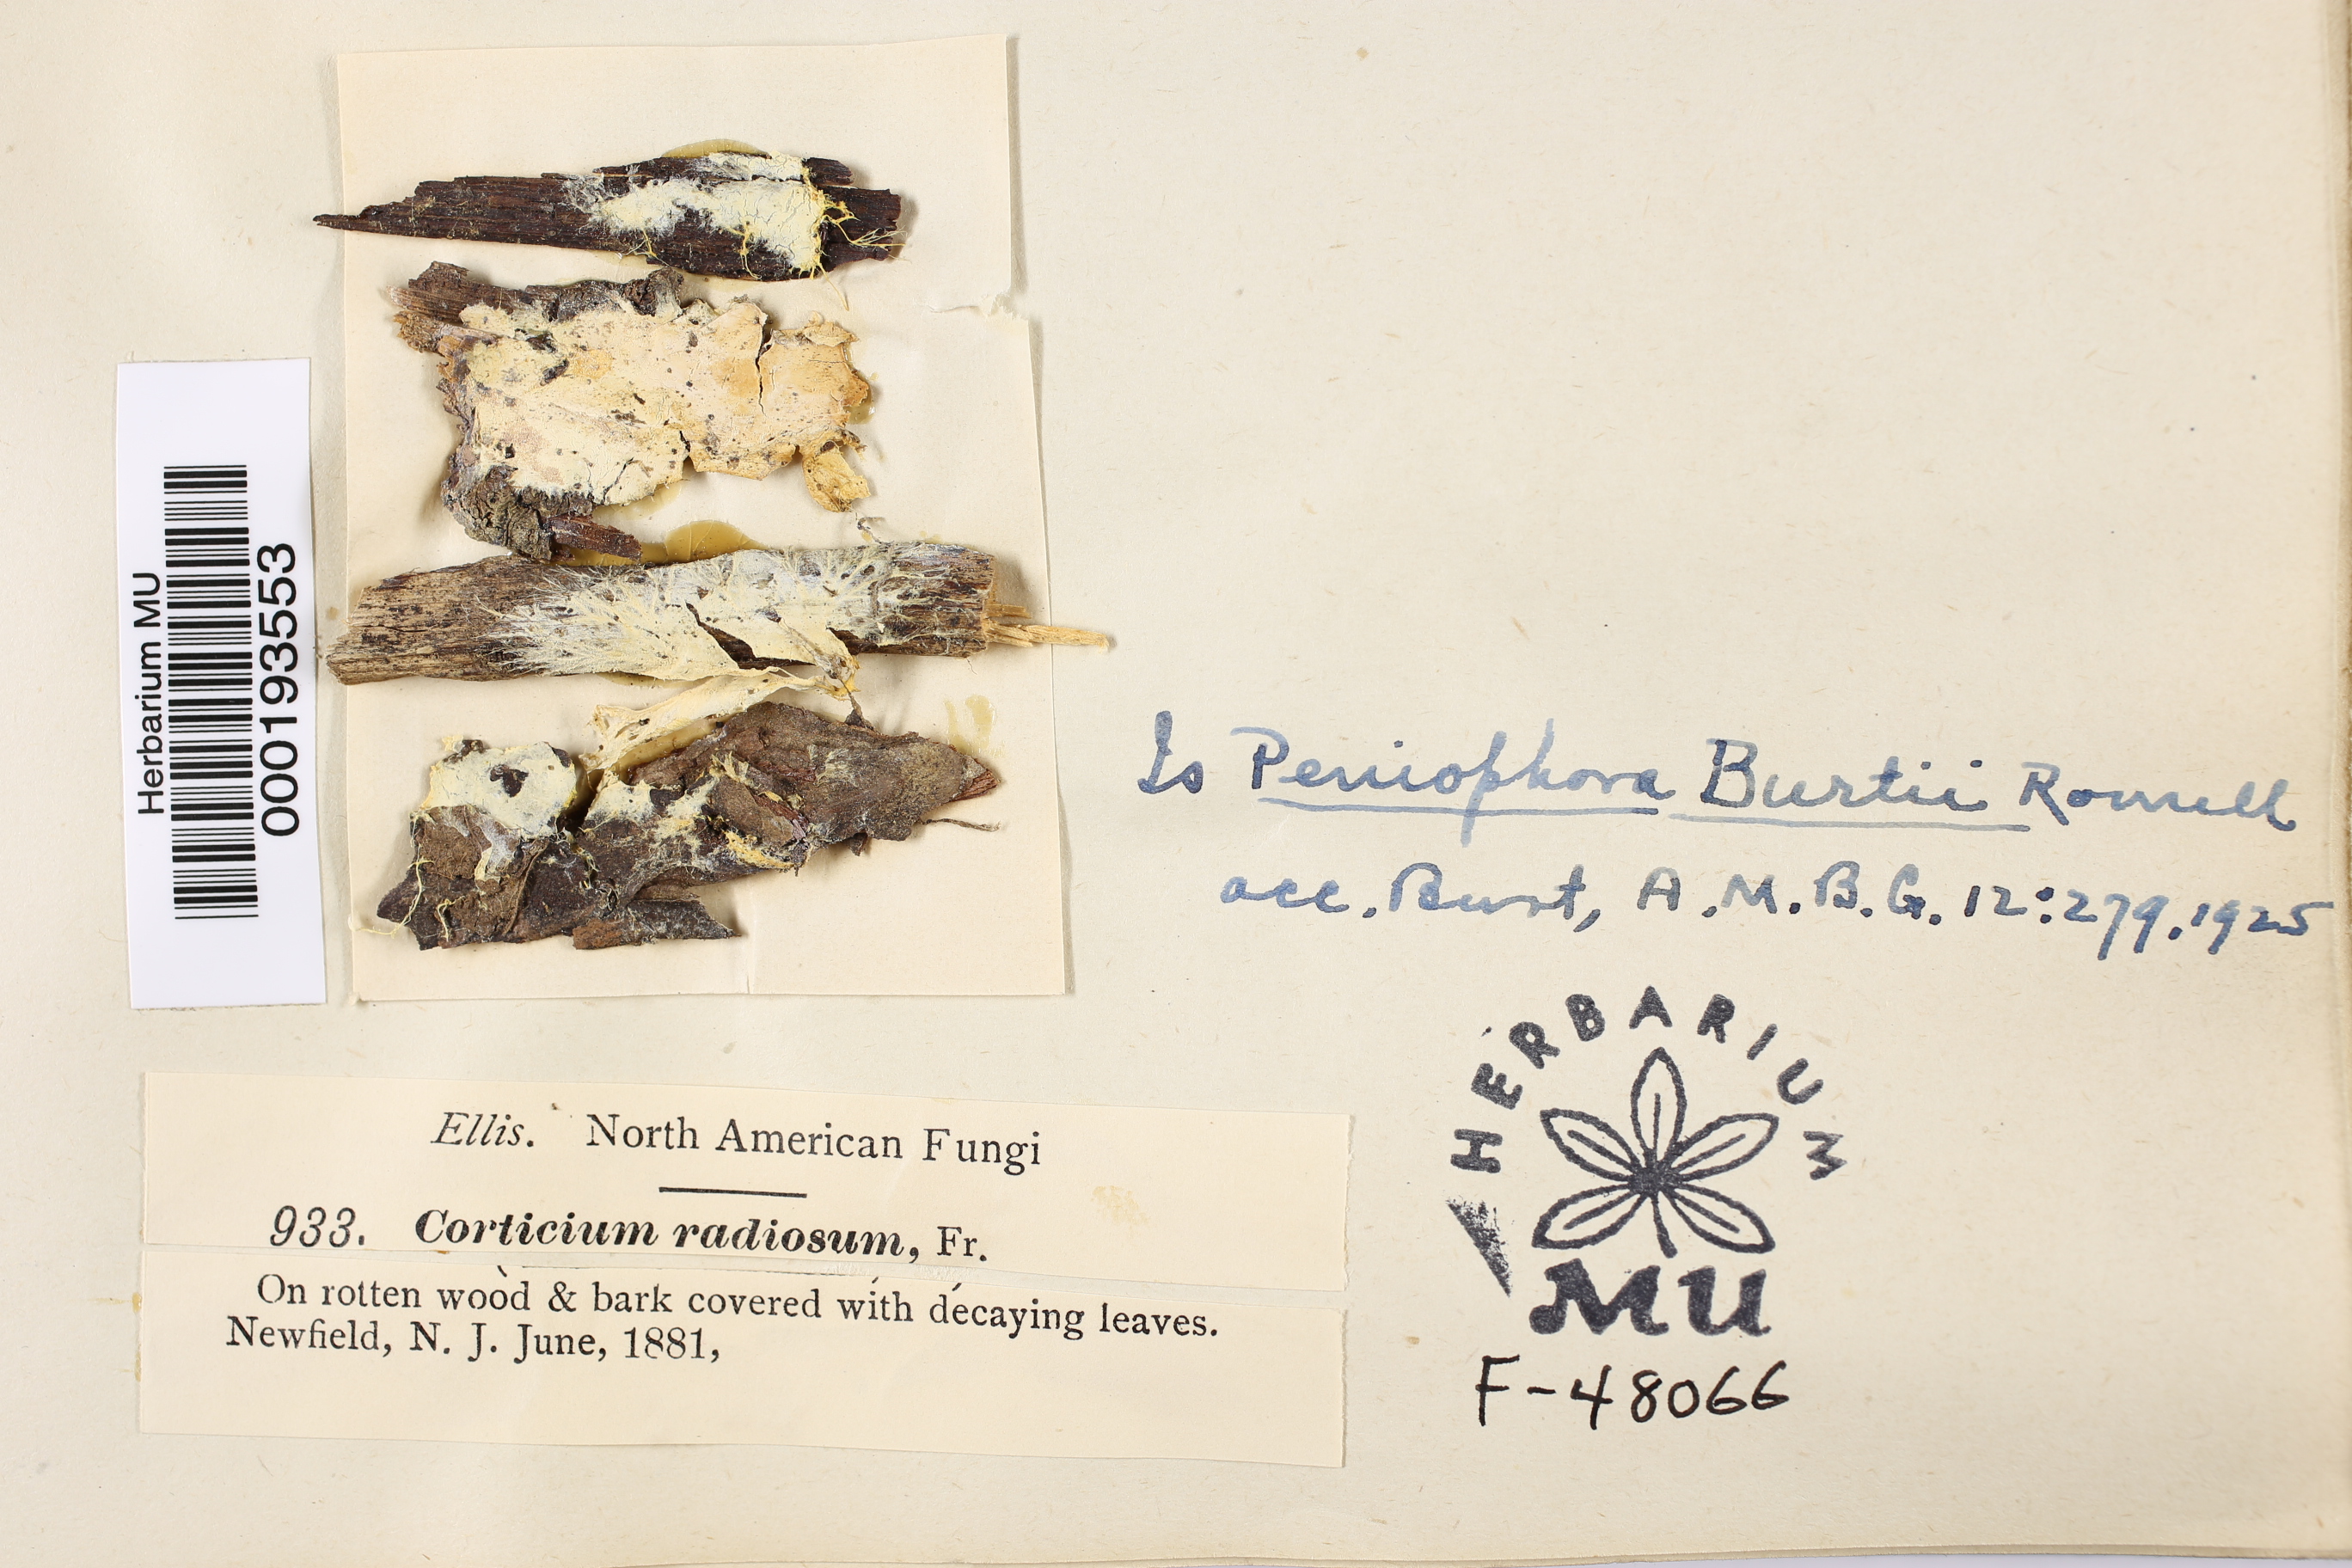 Herbarium MU
000193553
Is Peniophora Burtii Romell
acc. Burt, A.M.B.G. 12:279.1925
HERBARIUM
MU
F-48066
Ellis. North American Fungi
933. Corticium radiosum, Fr.
On rotten wood & bark covered with decaying leaves.
Newfield, N. J. June, 1881,